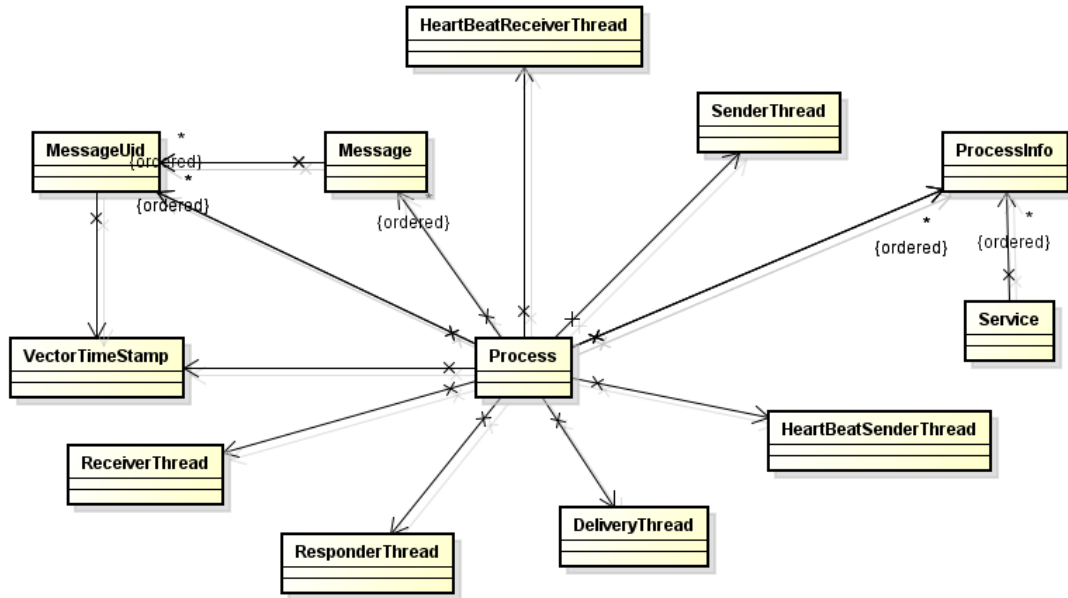 HeartBeatReceiverThread
SenderThread
MessageUid
*
{ordered}
Message
ProcessInfo
*
{ordered}
*
{ordered}
*
{ordered}
*
{ordered}
Service
VectorTimeStamp
Process
HeartBeatSenderThread
ReceiverThread
DeliveryThread
ResponderThread